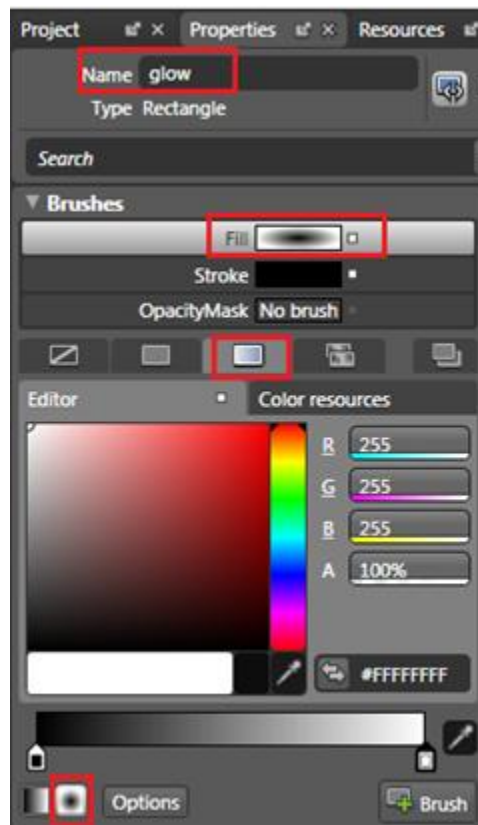 Project × Properties × Resources
Name glow
Type Rectangle
Search
Brushes
Fill
Stroke
OpacityMask No brush
Editor Color resources
R 255
G 255
B 255
A 100%
#FFFFFFFF
Options Brush